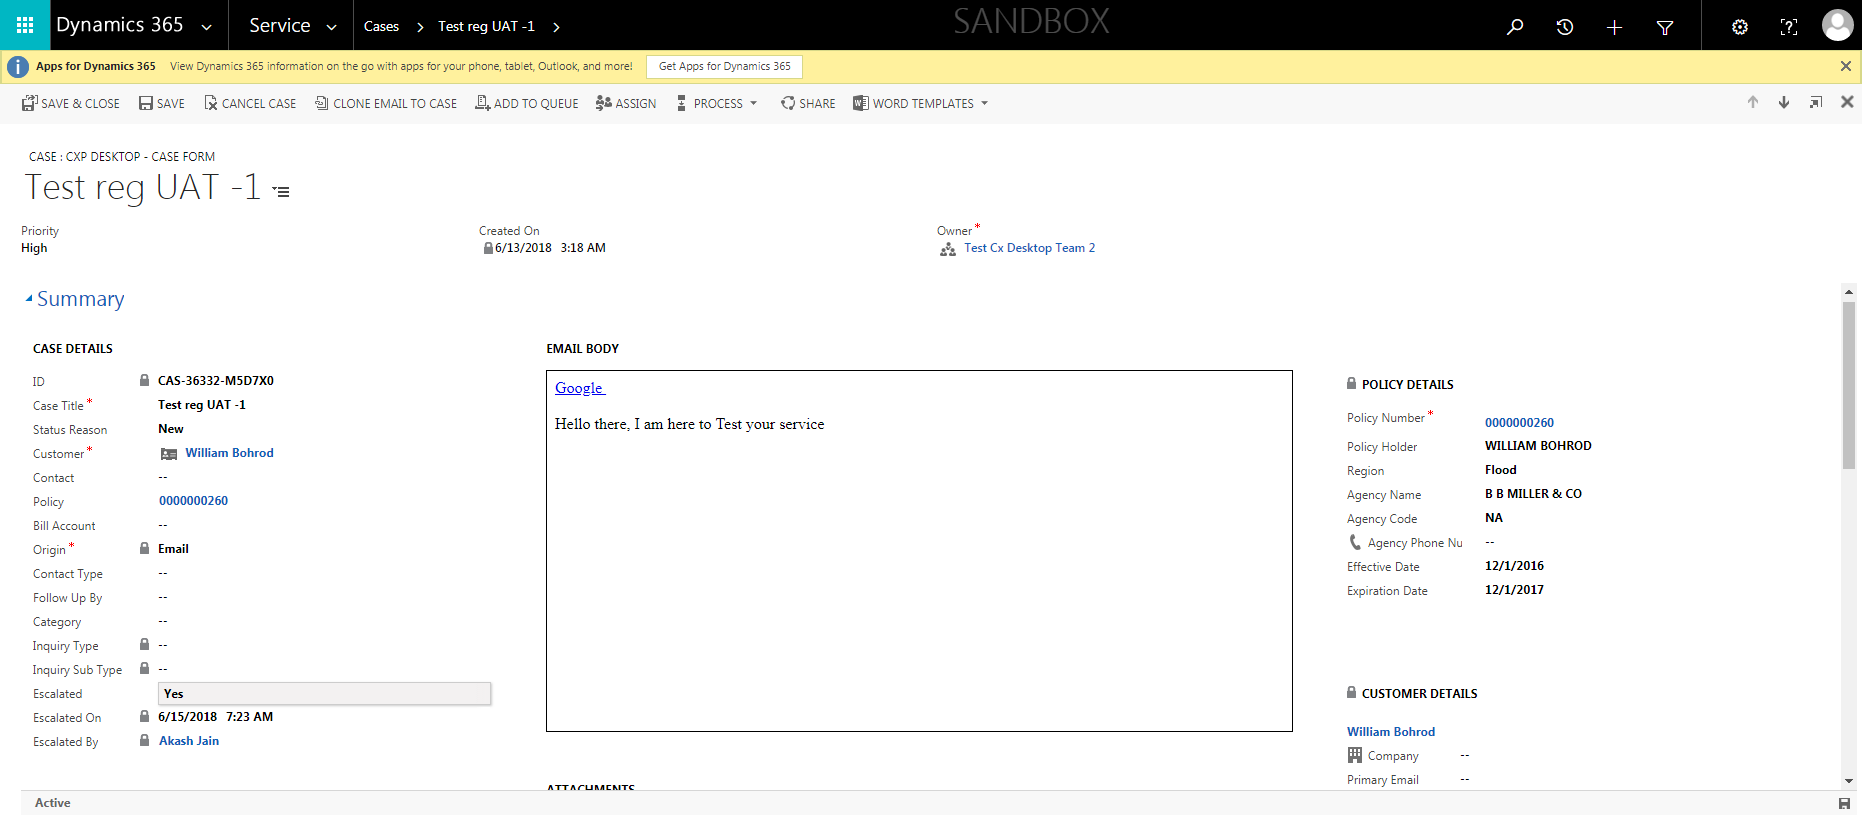 Dynamics 365 Service Cases Test reg UAT -1 SANDBOX
Apps for Dynamics 365 View Dynamics 365 information on the go with apps for your phone, tablet, Outlook, and more! Get Apps for Dynamics 365
SAVE & CLOSE SAVE CANCEL CASE CLONE EMAIL TO CASE ADD TO QUEUE ASSIGN PROCESS SHARE WORD TEMPLATES
CASE : CXP DESKTOP - CASE FORM
Test reg UAT -1
Priority
High
Created On
6/13/2018 3:18 AM
Owner *
Test Cx Desktop Team 2
Summary
CASE DETAILS
ID CAS-36332-M5D7X0
Case Title * Test reg UAT -1
Status Reason New
Customer * William Bohrod
Contact --
Policy 0000000260
Bill Account --
Origin * Email
Contact Type --
Follow Up By --
Category --
Inquiry Type --
Inquiry Sub Type --
Escalated Yes
Escalated On 6/15/2018 7:23 AM
Escalated By Akash Jain
EMAIL BODY
Google
Hello there, I am here to Test your service
ATTACHMENTS
POLICY DETAILS
Policy Number * 0000000260
Policy Holder WILLIAM BOHROD
Region Flood
Agency Name B B MILLER & CO
Agency Code NA
Agency Phone Nu --
Effective Date 12/1/2016
Expiration Date 12/1/2017
CUSTOMER DETAILS
William Bohrod
Company --
Primary Email --
Active